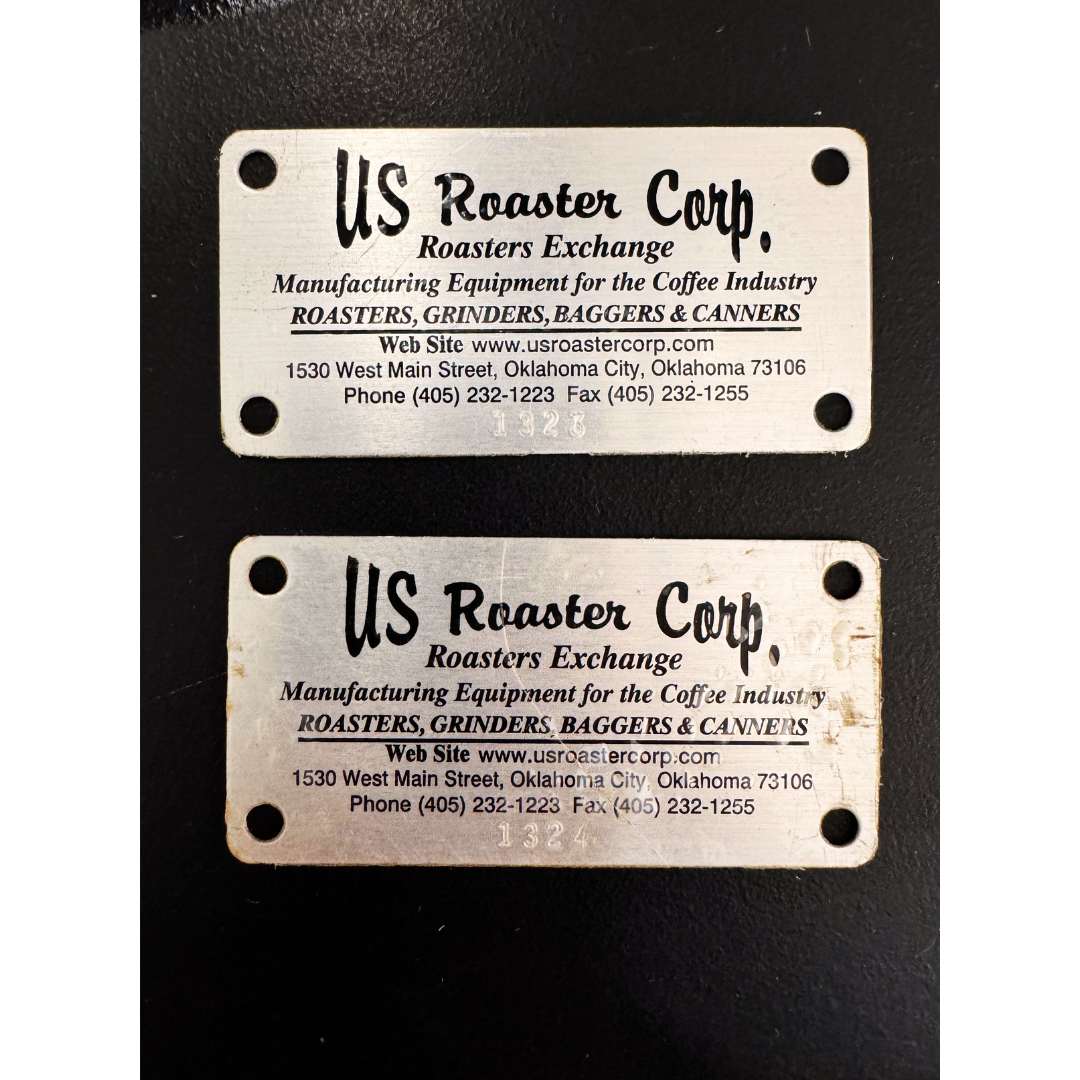 US Roaster Corp.
Roasters Exchange
Manufacturing Equipment for the Coffee Industry
ROASTERS, GRINDERS, BAGGERS & CANNERS
Web Site www.usroastercorp.com
1530 West Main Street, Oklahoma City, Oklahoma 73106
Phone (405) 232-1223 Fax (405) 232-1255
1323
US Roaster Corp.
Roasters Exchange
Manufacturing Equipment for the Coffee Industry
ROASTERS, GRINDERS, BAGGERS & CANNERS
Web Site www.usroastercorp.com
1530 West Main Street, Oklahoma City, Oklahoma 73106
Phone (405) 232-1223 Fax (405) 232-1255
1324